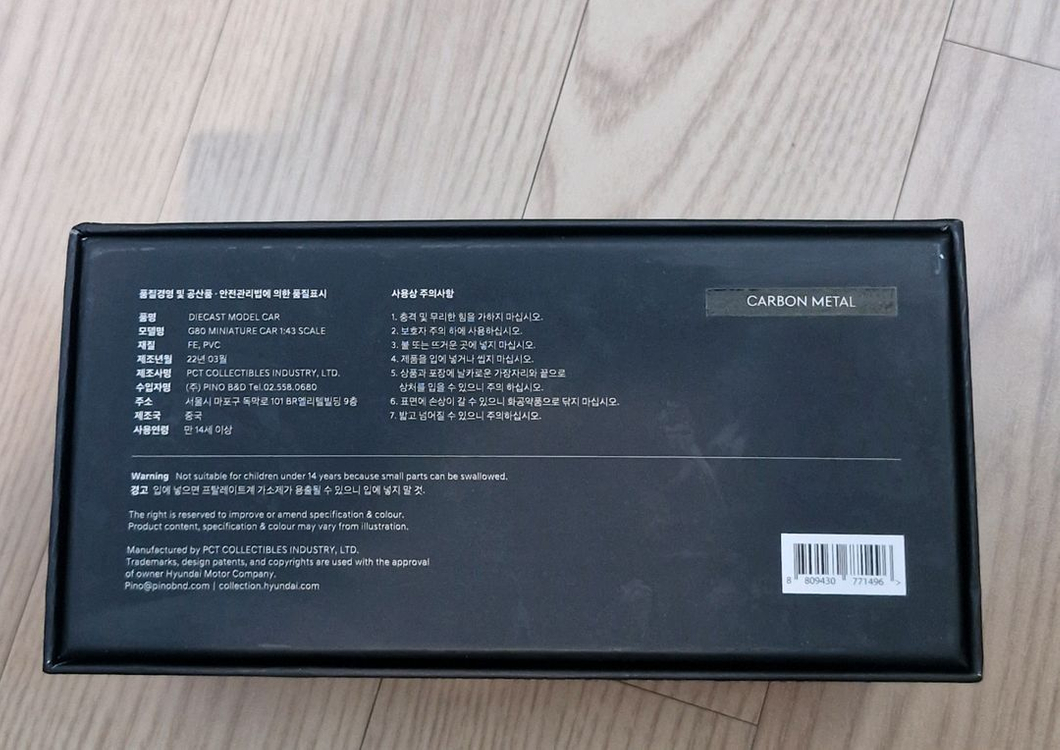 품질경영 및 공산품 · 안전관리법에 의한 품질표시
품명 DIECAST MODEL CAR
모델명 G80 MINIATURE CAR 1:43 SCALE
재질 FE, PVC
제조년월 22년 03월
제조사명 PCT COLLECTIBLES INDUSTRY, LTD.
수입자명 (주) PINO B&D Tel.02.558.0680
주소 서울시 마포구 독막로 101 BR엘리텔빌딩 9층
제조국 중국
사용연령 만 14세 이상
사용상 주의사항
1. 충격 및 무리한 힘을 가하지 마십시오.
2. 보호자 주의 하에 사용하십시오.
3. 불 또는 뜨거운 곳에 넣지 마십시오.
4. 제품을 입에 넣거나 씹지 마십시오.
5. 상품과 포장에 날카로운 가장자리와 끝으로
상처를 입을 수 있으니 주의 하십시오.
6. 표면에 손상이 갈 수 있으니 화공약품으로 닦지 마십시오.
7. 밟고 넘어질 수 있으니 주의하십시오.
CARBON METAL
Warning Not suitable for children under 14 years because small parts can be swallowed.
경고 입에 넣으면 프탈레이트계 가소제가 용출될 수 있으니 입에 넣지 말 것.
The right is reserved to improve or amend specification & colour.
Product content, specification & colour may vary from illustration.
Manufactured by PCT COLLECTIBLES INDUSTRY, LTD.
Trademarks, design patents, and copyrights are used with the approval
of owner Hyundai Motor Company.
Pino@pinobnd.com | collection.hyundai.com
8 809430 771496 >